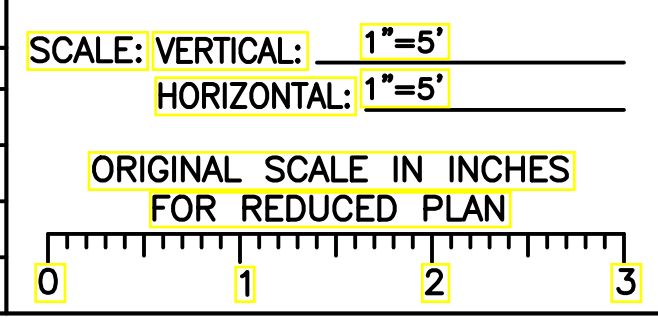 SCALE: VERTICAL: 1"=5'
HORIZONTAL: 1"=5'
ORIGINAL SCALE IN INCHES
FOR REDUCED PLAN
0 1 2 3